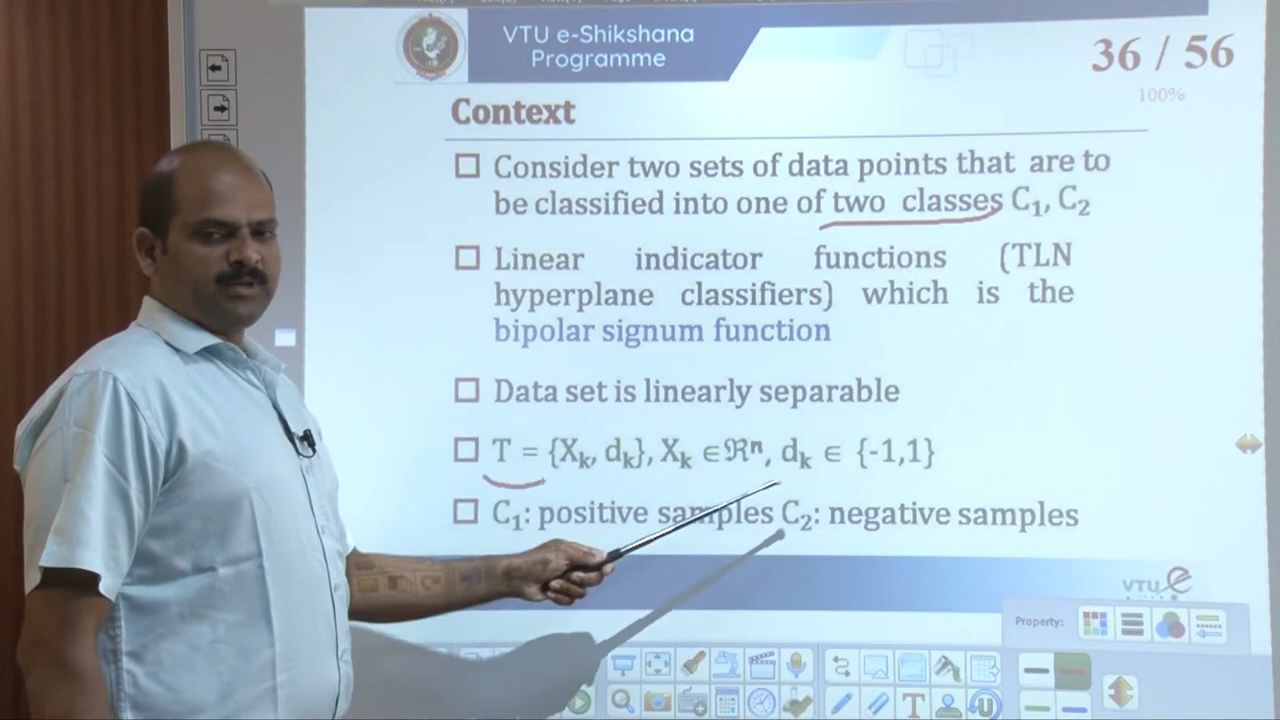 VTU e-Shikshana
Programme
36 / 56
100%
Context
Consider two sets of data points that are to
be classified into one of two classes C₁, C₂
Linear indicator functions (TLN
hyperplane classifiers) which is the
bipolar signum function
Data set is linearly separable
T = {Xₖ, dₖ}, Xₖ ∈ℜⁿ, dₖ ∈ {-1,1}
C₁: positive samples C₂: negative samples
VTU e
Property: